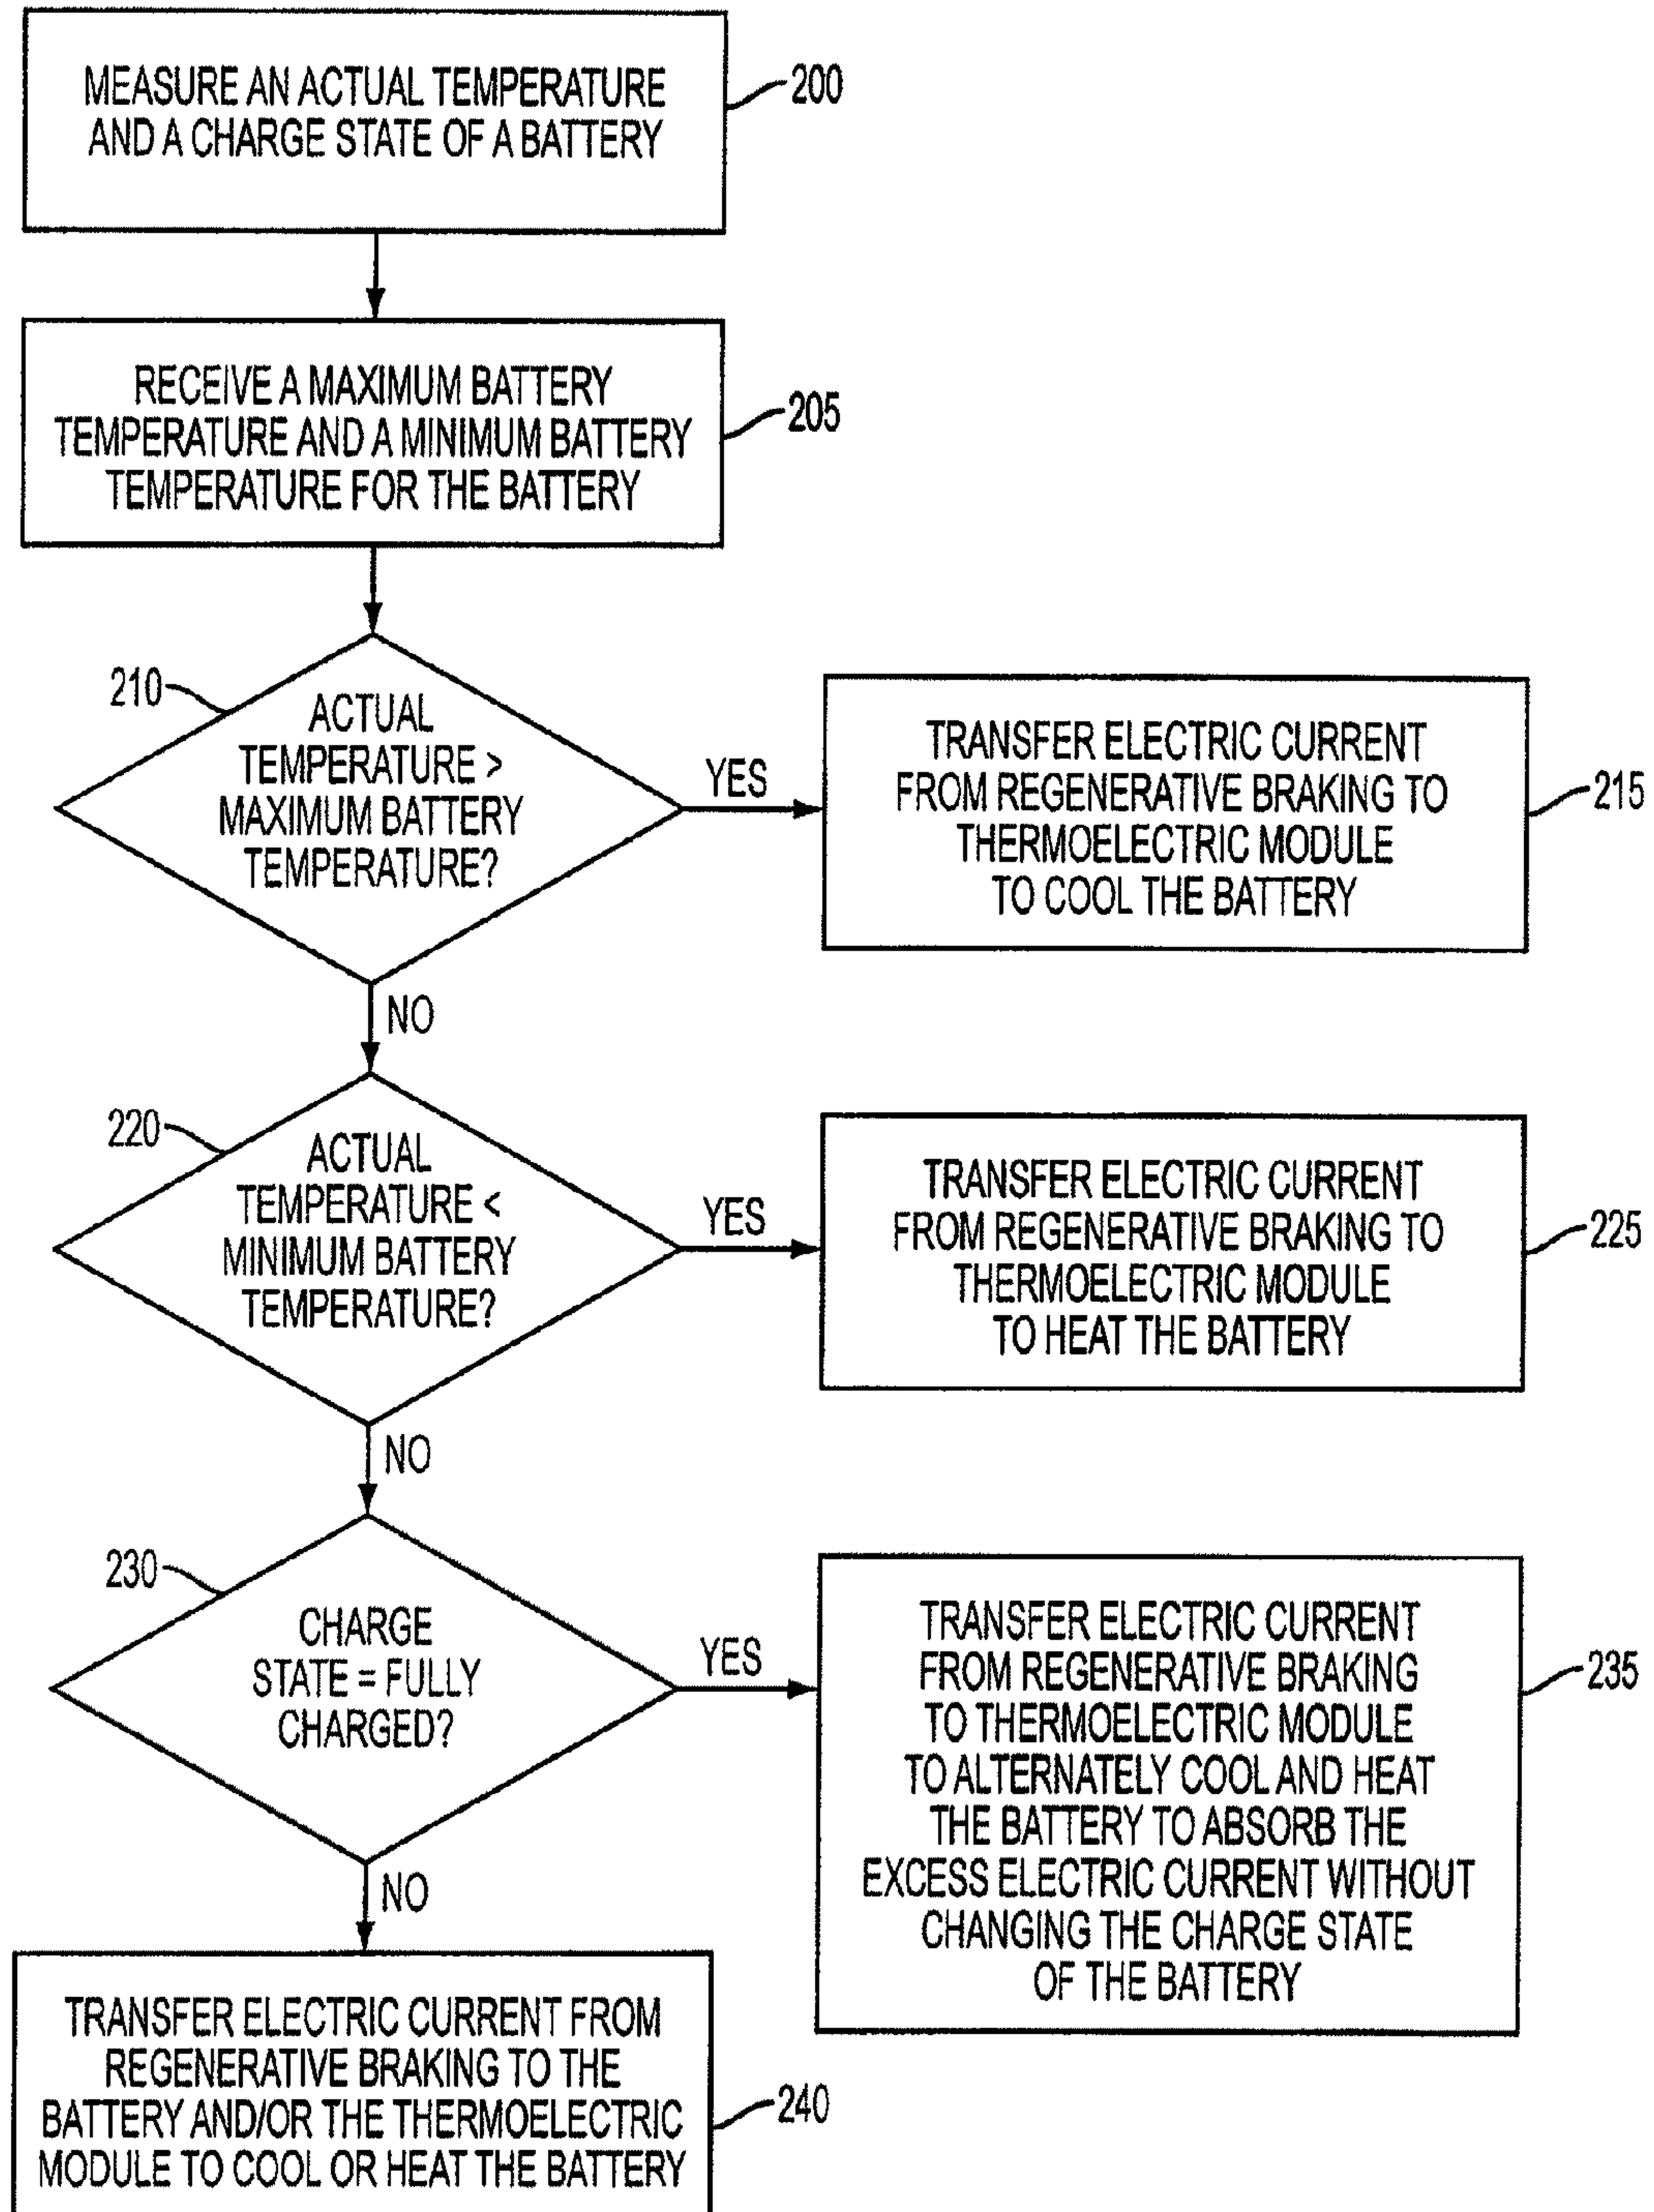 MEASURE AN ACTUAL TEMPERATURE
AND A CHARGE STATE OF A BATTERY
200
RECEIVE A MAXIMUM BATTERY
TEMPERATURE AND A MINIMUM BATTERY
TEMPERATURE FOR THE BATTERY
205
210
ACTUAL
TEMPERATURE >
MAXIMUM BATTERY
TEMPERATURE?
YES
TRANSFER ELECTRIC CURRENT
FROM REGENERATIVE BRAKING TO
THERMOELECTRIC MODULE
TO COOL THE BATTERY
215
NO
220
ACTUAL
TEMPERATURE <
MINIMUM BATTERY
TEMPERATURE?
YES
TRANSFER ELECTRIC CURRENT
FROM REGENERATIVE BRAKING TO
THERMOELECTRIC MODULE
TO HEAT THE BATTERY
225
NO
230
CHARGE
STATE = FULLY
CHARGED?
YES
TRANSFER ELECTRIC CURRENT
FROM REGENERATIVE BRAKING
TO THERMOELECTRIC MODULE
TO ALTERNATELY COOL AND HEAT
THE BATTERY TO ABSORB THE
EXCESS ELECTRIC CURRENT WITHOUT
CHANGING THE CHARGE STATE
OF THE BATTERY
235
NO
TRANSFER ELECTRIC CURRENT FROM
REGENERATIVE BRAKING TO THE
BATTERY AND/OR THE THERMOELECTRIC
MODULE TO COOL OR HEAT THE BATTERY
240